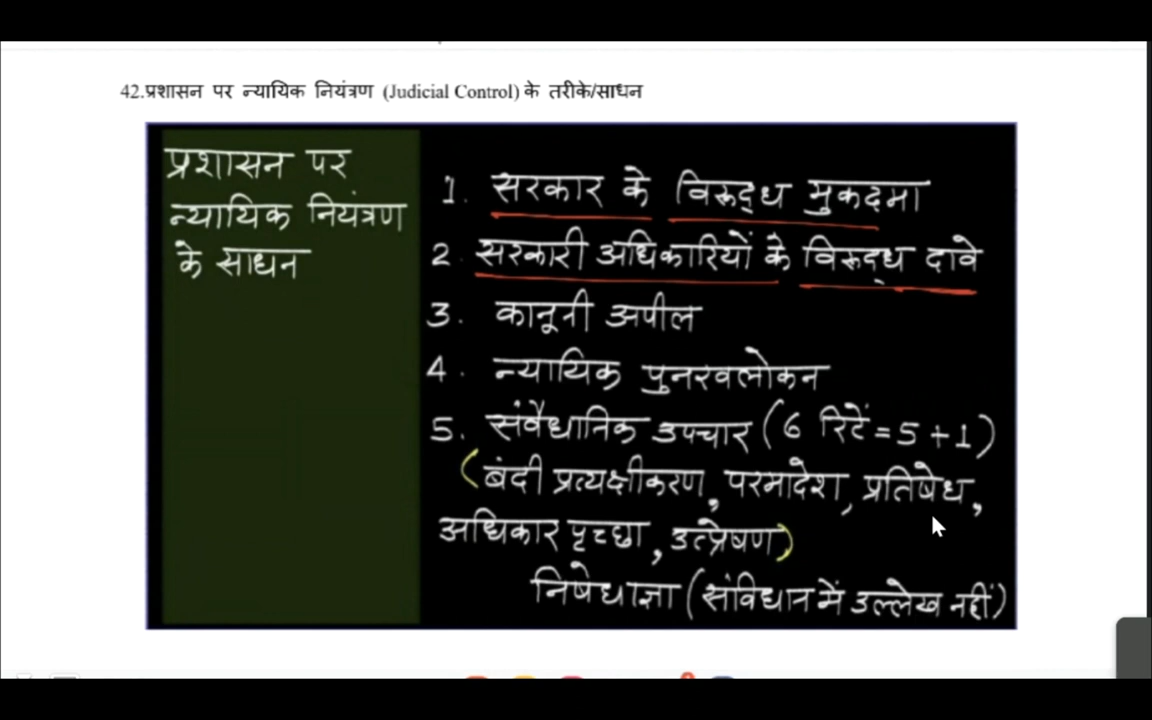 42.प्रशासन पर न्यायिक नियंत्रण (Judicial Control) के तरीके/साधन
प्रशासन पर
न्यायिक नियंत्रण
के साधन
1. सरकार के विरूद्ध मुकदमा
2. सरकारी अधिकारियों के विरूद्ध दावे
3. कानूनी अपील
4. न्यायिक पुनरवलोकन
5. संवैधानिक उपचार (6 रिटें = 5 + 1)
(बंदी प्रत्यक्षीकरण, परमादेश, प्रतिषेध,
अधिकार पृच्छा, उत्प्रेषण)
निषेधाज्ञा (संविधान में उल्लेख नहीं)